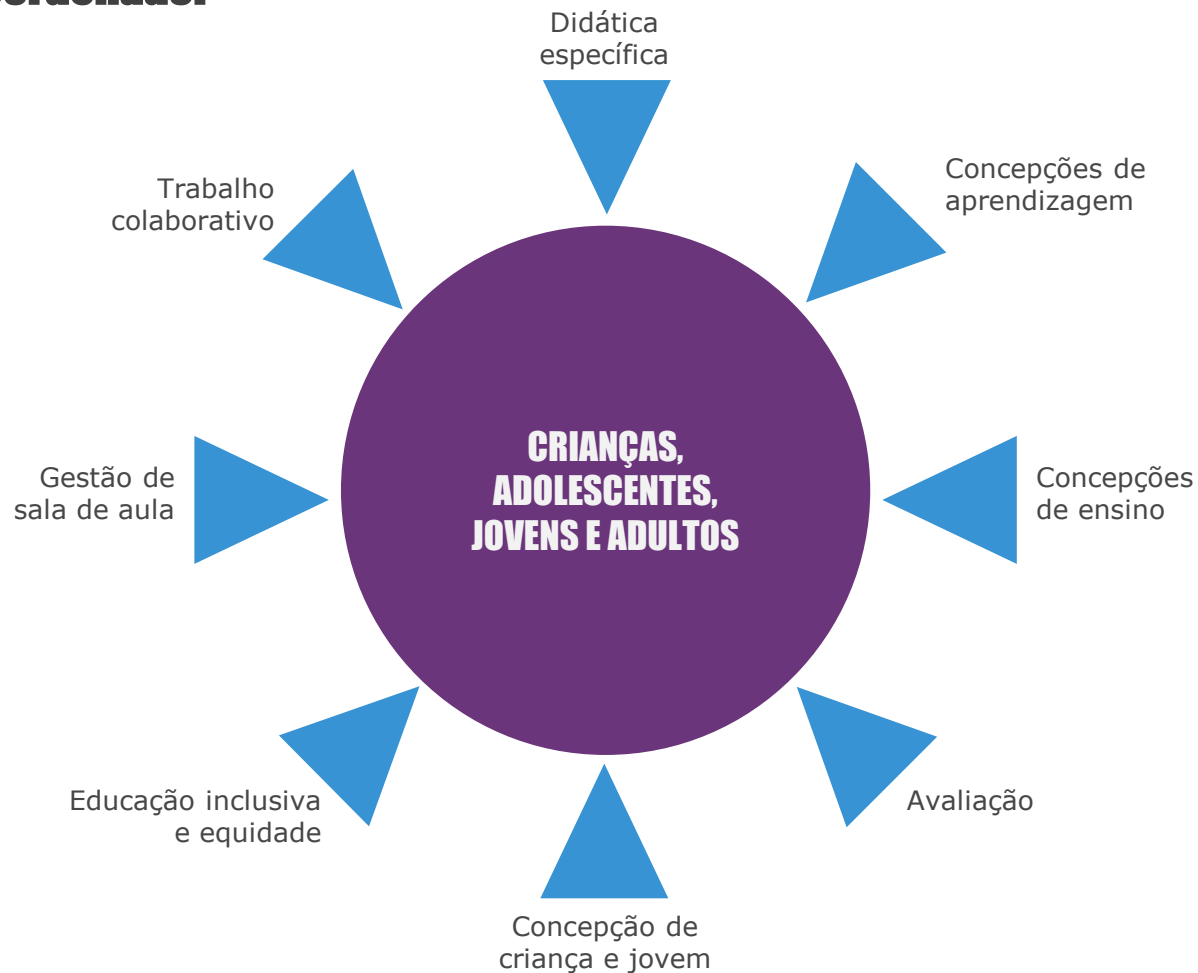 Didática
específica
Concepções de
aprendizagem
Trabalho
colaborativo
CRIANÇAS,
ADOLESCENTES,
JOVENS E ADULTOS
Gestão de
sala de aula
Concepções
de ensino
Educação inclusiva
e equidade
Avaliação
Concepção de
criança e jovem